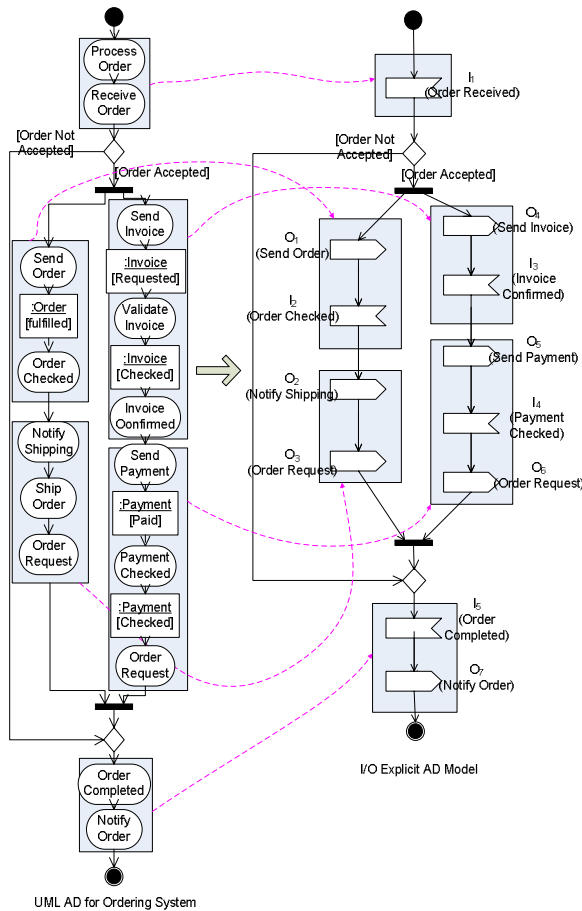 Process
Order
Receive
Order
[Order Not
Accepted]
[Order Accepted]
Send
Order
:Order
[fulfilled]
Order
Checked
Notify
Shipping
Ship
Order
Order
Request
Send
Invoice
:Invoice
[Requested]
Validate
Invoice
:Invoice
[Checked]
Invoice
Oonfirmed
Send
Payment
:Payment
[Paid]
Payment
Checked
:Payment
[Checked]
Order
Request
Order
Completed
Notify
Order
UML AD for Ordering System
I1
(Order Received)
[Order Not
Accepted]
[Order Accepted]
O1
(Send Order)
I2
(Order Checked)
O2
(Notify Shipping)
O3
(Order Request)
O4
(Send Invoice)
I3
(Invoice
Confirmed)
O5
(Send Payment)
I4
(Payment
Checked)
O6
(Order Request)
I5
(Order
Completed)
O7
(Notify Order)
I/O Explicit AD Model